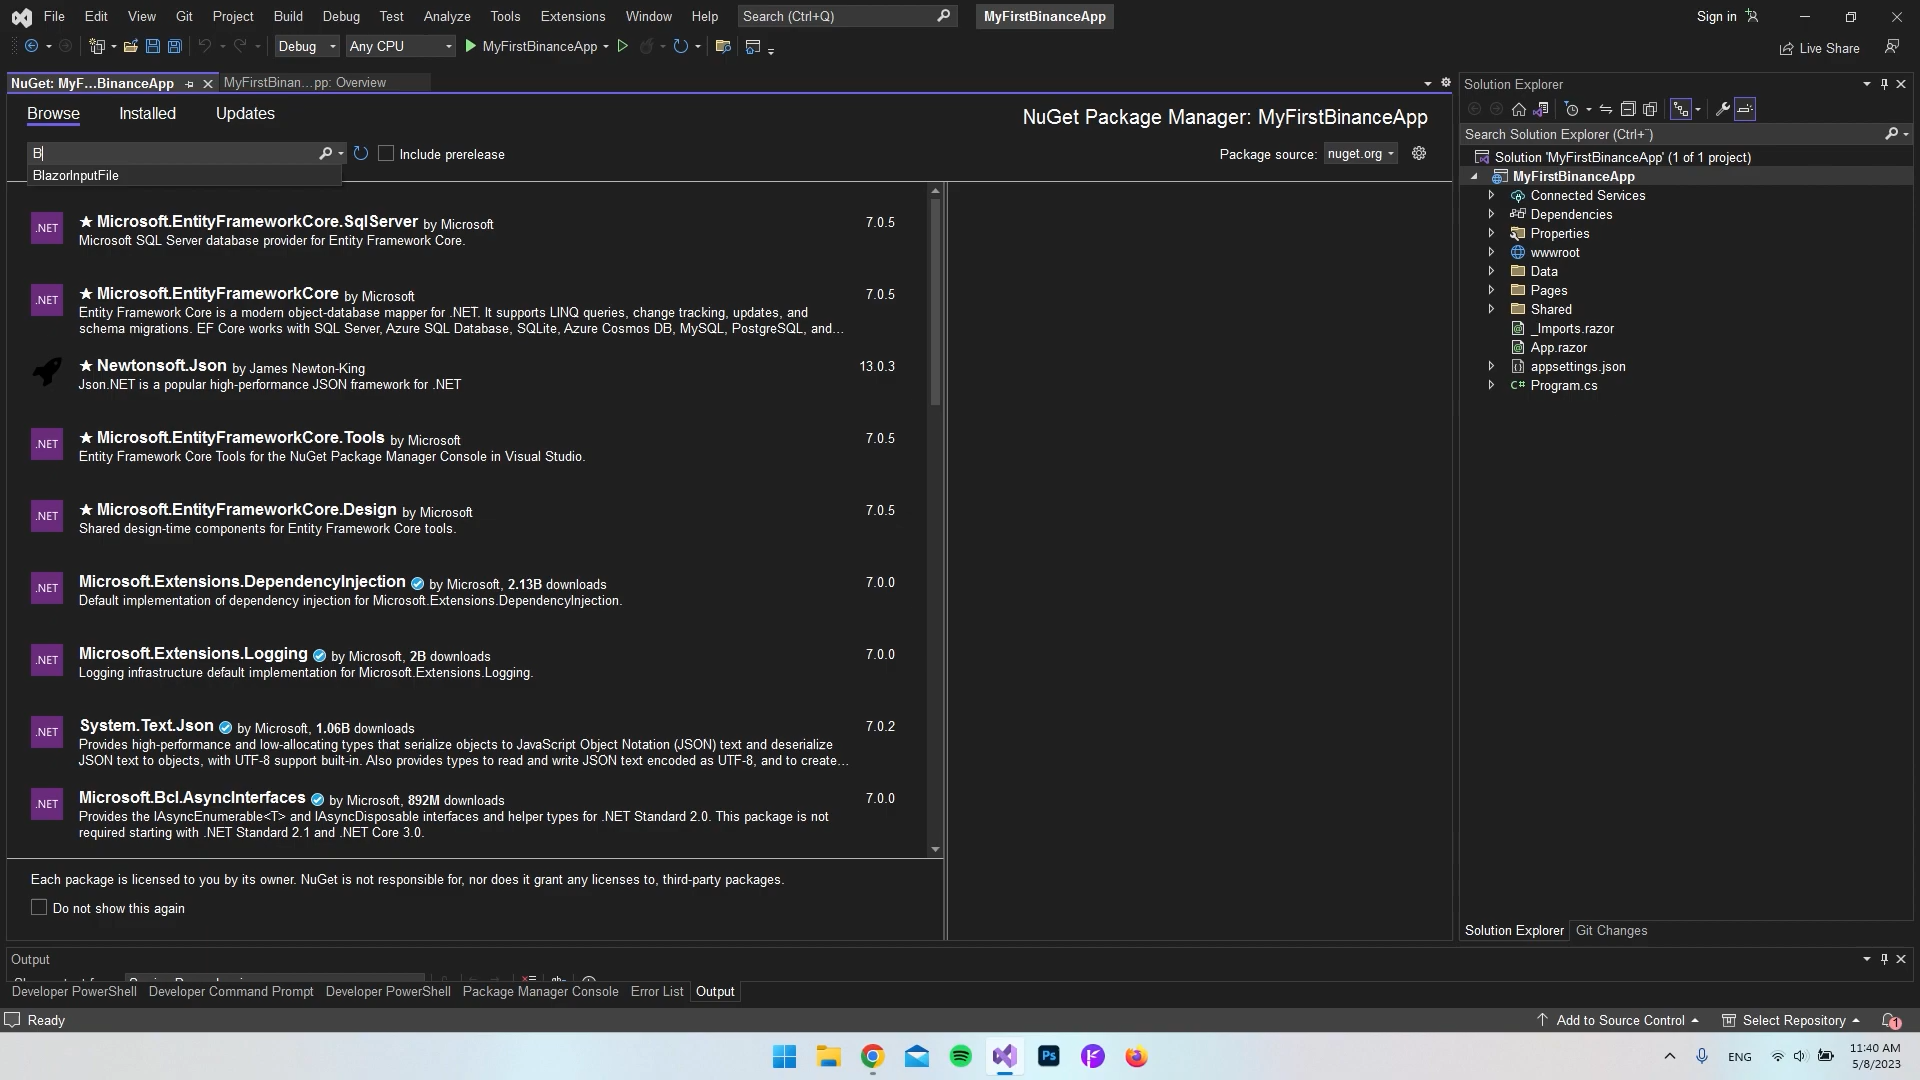 File Edit View Git Project Build Debug Test Analyze Tools Extensions Window Help Search (Ctrl+Q) MyFirstBinanceApp Sign in
Debug Any CPU MyFirstBinanceApp Live Share
NuGet: MyF...BinanceApp MyFirstBinan...pp: Overview
Browse Installed Updates NuGet Package Manager: MyFirstBinanceApp
B Include prerelease Package source: nuget.org
BlazorInputFile
.NET ★ Microsoft.EntityFrameworkCore.SqlServer by Microsoft 7.0.5
Microsoft SQL Server database provider for Entity Framework Core.
.NET ★ Microsoft.EntityFrameworkCore by Microsoft 7.0.5
Entity Framework Core is a modern object-database mapper for .NET. It supports LINQ queries, change tracking, updates, and
schema migrations. EF Core works with SQL Server, Azure SQL Database, SQLite, Azure Cosmos DB, MySQL, PostgreSQL, and...
★ Newtonsoft.Json by James Newton-King 13.0.3
Json.NET is a popular high-performance JSON framework for .NET
.NET ★ Microsoft.EntityFrameworkCore.Tools by Microsoft 7.0.5
Entity Framework Core Tools for the NuGet Package Manager Console in Visual Studio.
.NET ★ Microsoft.EntityFrameworkCore.Design by Microsoft 7.0.5
Shared design-time components for Entity Framework Core tools.
.NET Microsoft.Extensions.DependencyInjection by Microsoft, 2.13B downloads 7.0.0
Default implementation of dependency injection for Microsoft.Extensions.DependencyInjection.
.NET Microsoft.Extensions.Logging by Microsoft, 2B downloads 7.0.0
Logging infrastructure default implementation for Microsoft.Extensions.Logging.
.NET System.Text.Json by Microsoft, 1.06B downloads 7.0.2
Provides high-performance and low-allocating types that serialize objects to JavaScript Object Notation (JSON) text and deserialize
JSON text to objects, with UTF-8 support built-in. Also provides types to read and write JSON text encoded as UTF-8, and to create...
.NET Microsoft.Bcl.AsyncInterfaces by Microsoft, 892M downloads 7.0.0
Provides the IAsyncEnumerable<T> and IAsyncDisposable interfaces and helper types for .NET Standard 2.0. This package is not
required starting with .NET Standard 2.1 and .NET Core 3.0.
Each package is licensed to you by its owner. NuGet is not responsible for, nor does it grant any licenses to, third-party packages.
Do not show this again
Solution Explorer
Search Solution Explorer (Ctrl+¨)
Solution 'MyFirstBinanceApp' (1 of 1 project)
MyFirstBinanceApp
Connected Services
Dependencies
Properties
wwwroot
Data
Pages
Shared
_Imports.razor
App.razor
appsettings.json
C# Program.cs
Solution Explorer Git Changes
Output
Developer PowerShell Developer Command Prompt Developer PowerShell Package Manager Console Error List Output
Ready Add to Source Control Select Repository 1
Ps ENG 11:40 AM
5/8/2023